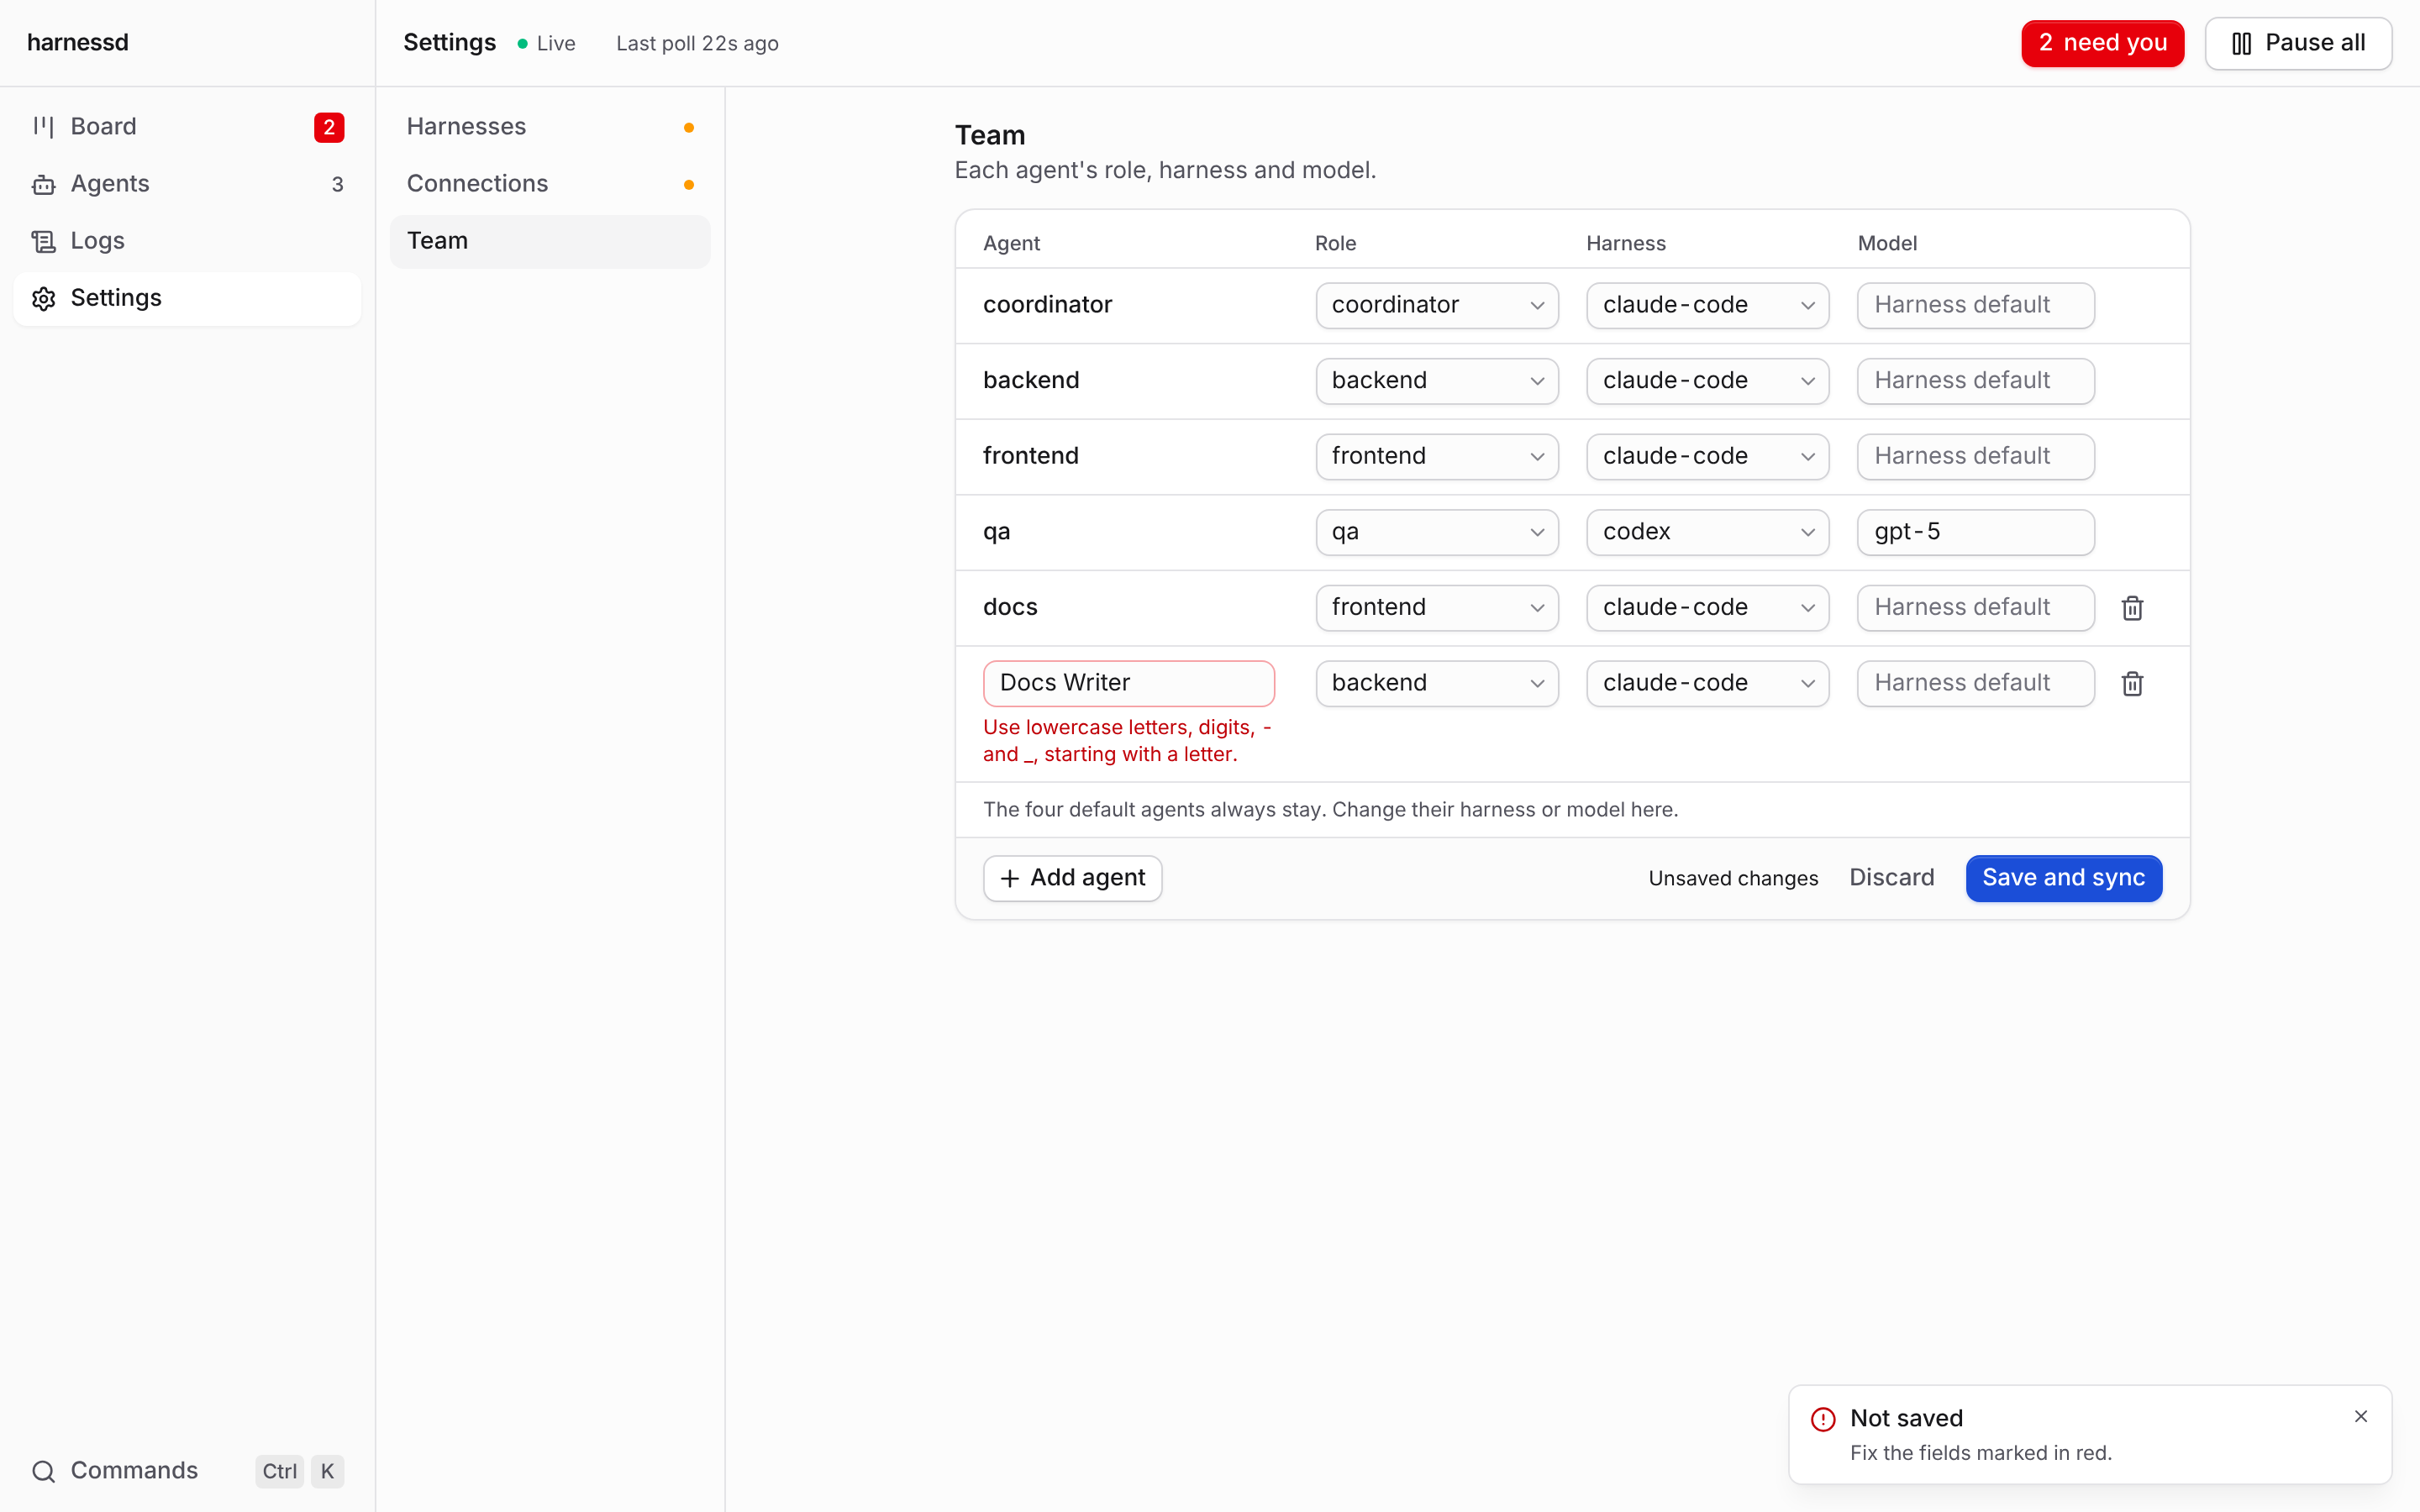 harnessd
Settings
Live
Last poll 22s ago
2 need you
Pause all
Board
2
Agents
3
Logs
Settings
Commands
Ctrl
K
Harnesses
Connections
Team
Team
Each agent's role, harness and model.
Agent Role Harness Model
coordinator coordinator claude-code Harness default
backend backend claude-code Harness default
frontend frontend claude-code Harness default
qa qa codex gpt-5
docs frontend claude-code Harness default
Docs Writer backend claude-code Harness default
Use lowercase letters, digits, -
and _, starting with a letter.
The four default agents always stay. Change their harness or model here.
Add agent
Unsaved changes
Discard
Save and sync
Not saved
Fix the fields marked in red.